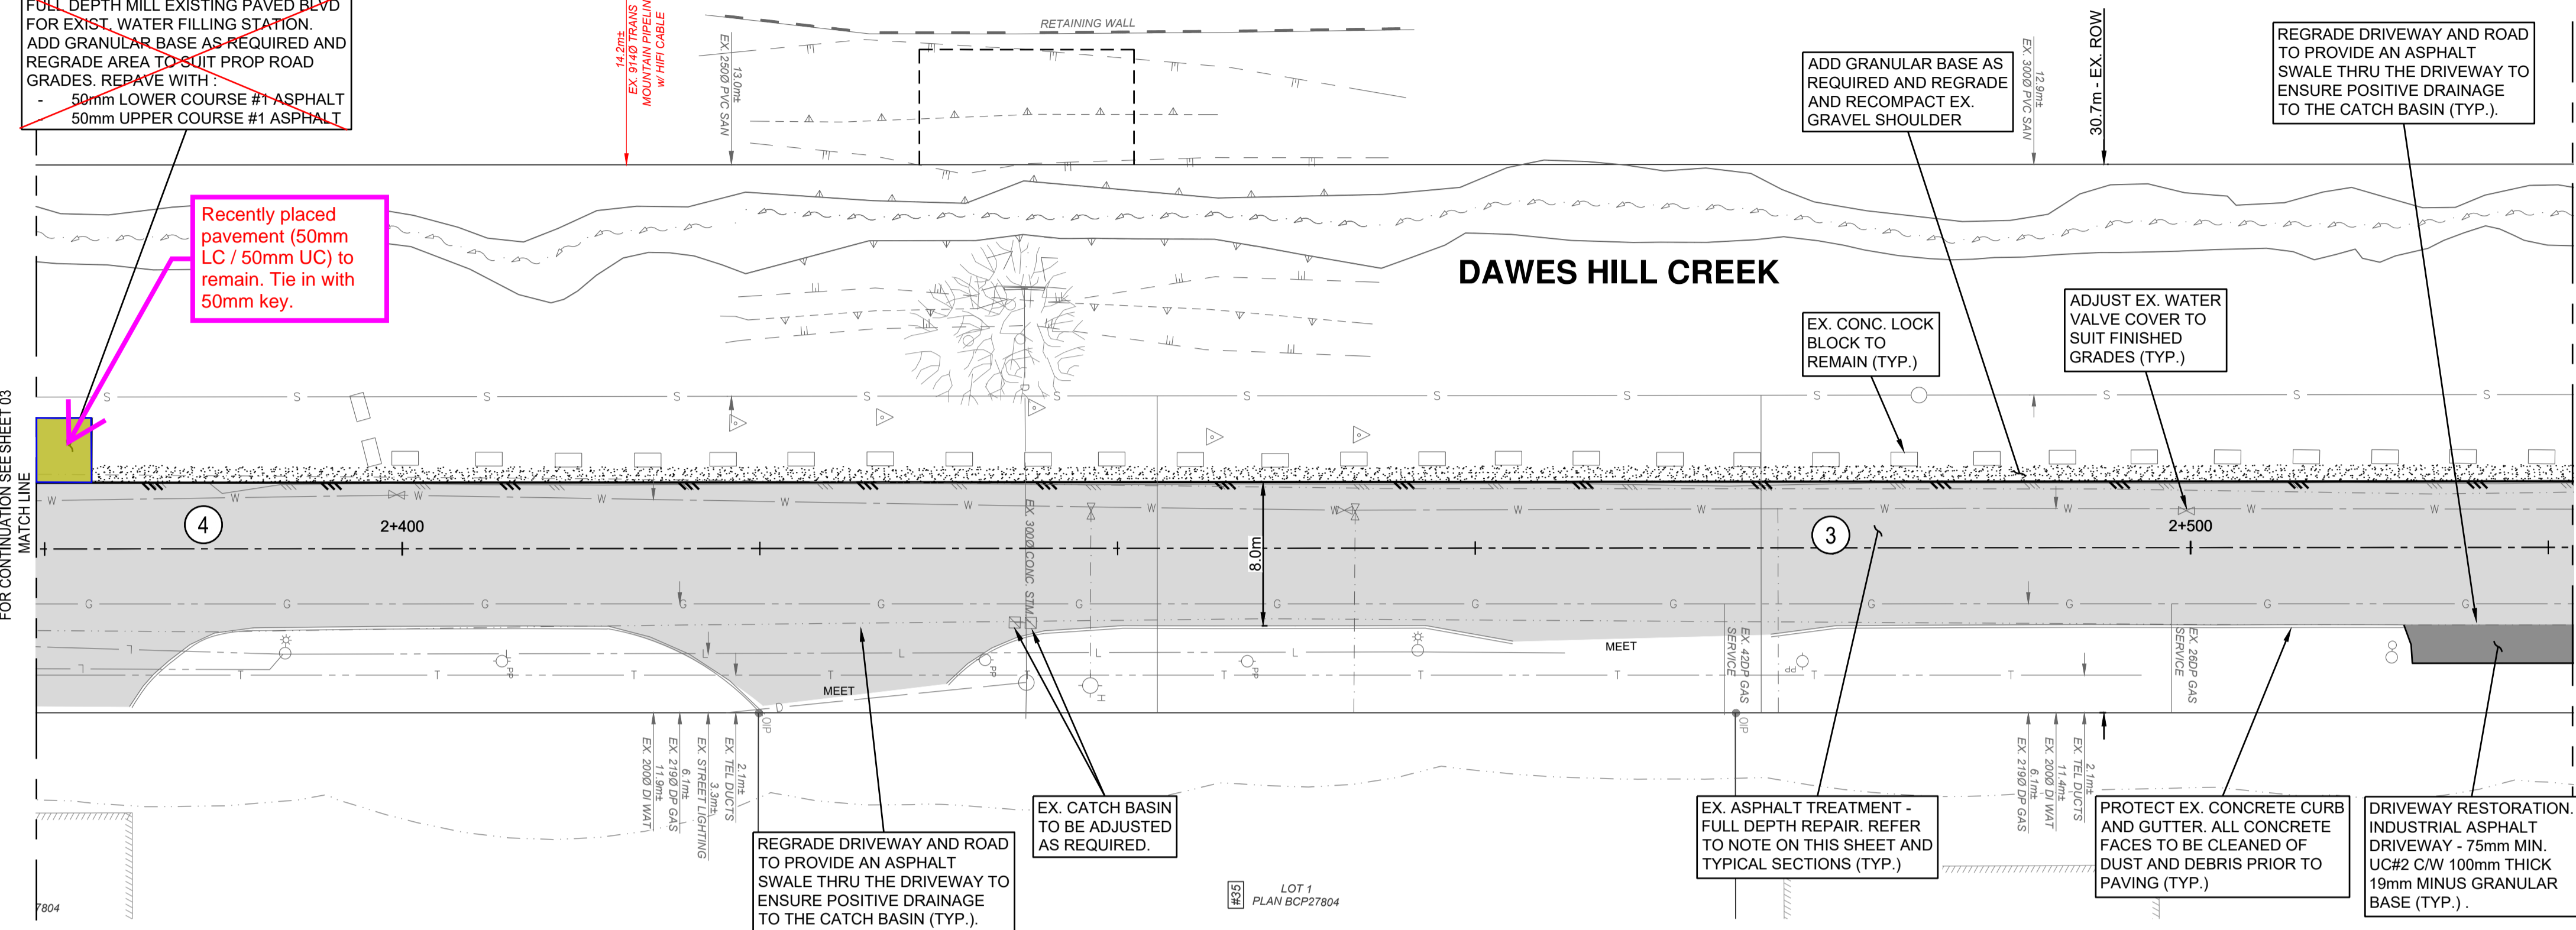 FULL DEPTH MILL EXISTING PAVED BLVD
FOR EXIST. WATER FILLING STATION.
ADD GRANULAR BASE AS REQUIRED AND
REGRADE AREA TO SUIT PROP ROAD
GRADES. REPAVE WITH :
- 50mm LOWER COURSE #1 ASPHALT
- 50mm UPPER COURSE #1 ASPHALT
Recently placed
pavement (50mm
LC / 50mm UC) to
remain. Tie in with
50mm key.
14.2m±
EX. 914Ø TRANS
MOUNTAIN PIPELIN
w/ HIFI CABLE
13.0m±
EX. 250Ø PVC SAN
RETAINING WALL
ADD GRANULAR BASE AS
REQUIRED AND REGRADE
AND RECOMPACT EX.
GRAVEL SHOULDER
12.9m±
EX. 300Ø PVC SAN
30.7m - EX. ROW
REGRADE DRIVEWAY AND ROAD
TO PROVIDE AN ASPHALT
SWALE THRU THE DRIVEWAY TO
ENSURE POSITIVE DRAINAGE
TO THE CATCH BASIN (TYP.).
DAWES HILL CREEK
EX. CONC. LOCK
BLOCK TO
REMAIN (TYP.)
ADJUST EX. WATER
VALVE COVER TO
SUIT FINISHED
GRADES (TYP.)
FOR CONTINUATION SEE SHEET 03
MATCH LINE
S S S S S S S S S S S S S
W W W W W W W W W W W W W W
4
2+400
EX. 300Ø CONC. STM
8.0m
3
2+500
G G G G G G G G G G G G G
L L L L L
T T T T T T T T T
PP PP PP PP
H
D
D
MEET
MEET
EX. 42DP GAS
SERVICE
EX. 26DP GAS
SERVICE
OIP
OIP
2.1m±
EX. TEL DUCTS
3.3m±
EX. STREET LIGHTING
6.1m±
EX. 219Ø DP GAS
11.9m±
EX. 200Ø DI WAT
2.1m±
EX. TEL DUCTS
11.4m±
EX. 200Ø DI WAT
6.1m±
EX. 219Ø DP GAS
REGRADE DRIVEWAY AND ROAD
TO PROVIDE AN ASPHALT
SWALE THRU THE DRIVEWAY TO
ENSURE POSITIVE DRAINAGE
TO THE CATCH BASIN (TYP.).
EX. CATCH BASIN
TO BE ADJUSTED
AS REQUIRED.
#35
LOT 1
PLAN BCP27804
EX. ASPHALT TREATMENT -
FULL DEPTH REPAIR. REFER
TO NOTE ON THIS SHEET AND
TYPICAL SECTIONS (TYP.)
PROTECT EX. CONCRETE CURB
AND GUTTER. ALL CONCRETE
FACES TO BE CLEANED OF
DUST AND DEBRIS PRIOR TO
PAVING (TYP.)
DRIVEWAY RESTORATION.
INDUSTRIAL ASPHALT
DRIVEWAY - 75mm MIN.
UC#2 C/W 100mm THICK
19mm MINUS GRANULAR
BASE (TYP.) .
7804